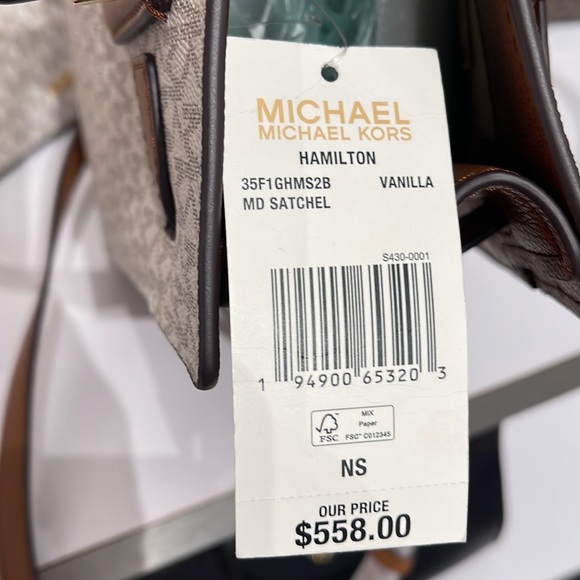 MICHAEL
MICHAEL KORS
HAMILTON
35F1GHMS2B VANILLA
MD SATCHEL
S430-0001
1 94900 65320 3
FSC
MIX
Paper
FSC™ C012345
NS
OUR PRICE
$558.00